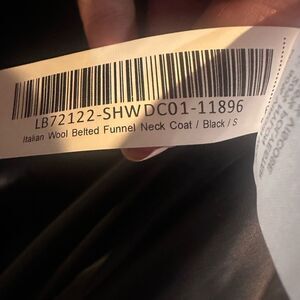 LB72122-SHWDC01-11896
Italian Wool Belted Funnel Neck Coat / Black / S